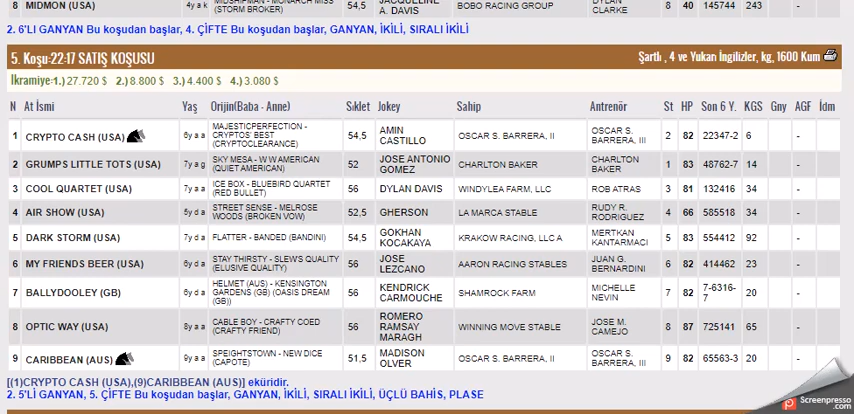 8 MIDMON (USA) 4y a k MIDSHIPMAN - MONARCH MISS (STORM BROKER) 54,5 JACQUELINE A. DAVIS BOBO RACING GROUP DYLAN CLARKE 8 40 145744 243
2. 6'LI GANYAN Bu koşudan başlar, 4. ÇİFTE Bu koşudan başlar, GANYAN, İKİLİ, SIRALI İKİLİ
5. Koşu-22:17 SATIŞ KOŞUSU Şartlı , 4 ve Yukarı İngilizler, kg, 1600 Kum
İkramiye:1.) 27.720 $ 2.) 8.800 $ 3.) 4.400 $ 4.) 3.080 $
N At İsmi Yaş Orijin(Baba - Anne) Sıklet Jokey Sahip Antrenör St HP Son 6 Y. KGS Gny AGF İdm
1 CRYPTO CASH (USA) 6y a a MAJESTICPERFECTION - CRYPTOS' BEST (CRYPTOCLEARANCE) 54,5 AMIN CASTILLO OSCAR S. BARRERA, II OSCAR S. BARRERA, III 2 82 22347-2 6 -
2 GRUMPS LITTLE TOTS (USA) 7y a g SKY MESA - W W AMERICAN (QUIET AMERICAN) 52 JOSE ANTONIO GOMEZ CHARLTON BAKER CHARLTON BAKER 1 83 48762-7 14 -
3 COOL QUARTET (USA) 7y a a ICE BOX - BLUEBIRD QUARTET (RED BULLET) 56 DYLAN DAVIS WINDYLEA FARM, LLC ROB ATRAS 3 81 132416 34 -
4 AIR SHOW (USA) 5y d a STREET SENSE - MELROSE WOODS (BROKEN VOW) 52,5 GHERSON LA MARCA STABLE RUDY R. RODRIGUEZ 4 66 585518 34 -
5 DARK STORM (USA) 7y d a FLATTER - BANDED (BANDINI) 54,5 GOKHAN KOCAKAYA KRAKOW RACING, LLC A MERTKAN KANTARMACI 5 83 554412 92 -
6 MY FRIENDS BEER (USA) 6y d a STAY THIRSTY - SLEWS QUALITY (ELUSIVE QUALITY) 56 JOSE LEZCANO AARON RACING STABLES JUAN G. BERNARDINI 6 82 414462 23 -
7 BALLYDOOLEY (GB) 6y d a HELMET (AUS) - KENSINGTON GARDENS (GB) (OASIS DREAM (GB)) 56 KENDRICK CARMOUCHE SHAMROCK FARM MICHELLE NEVIN 7 82 7-6316-7 20 -
8 OPTIC WAY (USA) 8y a a CABLE BOY - CRAFTY COED (CRAFTY FRIEND) 56 ROMERO RAMSAY MARAGH WINNING MOVE STABLE JOSE M. CAMEJO 8 87 725141 65 -
9 CARIBBEAN (AUS) 9y a a SPEIGHTSTOWN - NEW DICE (CAPOTE) 51,5 MADISON OLVER OSCAR S. BARRERA, II OSCAR S. BARRERA, III 9 82 65563-3 20 -
[(1)CRYPTO CASH (USA),(9)CARIBBEAN (AUS)] eküridir.
2. 5'Lİ GANYAN, 5. ÇİFTE Bu koşudan başlar, GANYAN, İKİLİ, SIRALI İKİLİ, ÜÇLÜ BAHİS, PLASE
Screenpresso.com